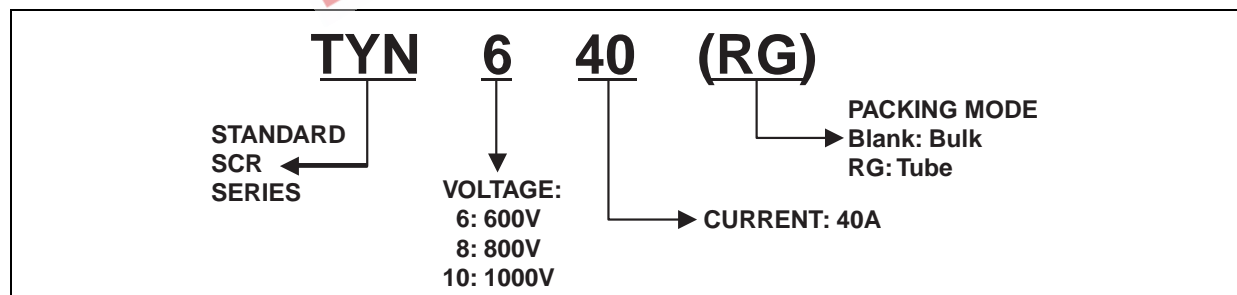 TYN 6 40 (RG)
STANDARD
SCR
SERIES
VOLTAGE:
6: 600V
8: 800V
10: 1000V
CURRENT: 40A
PACKING MODE
Blank: Bulk
RG: Tube